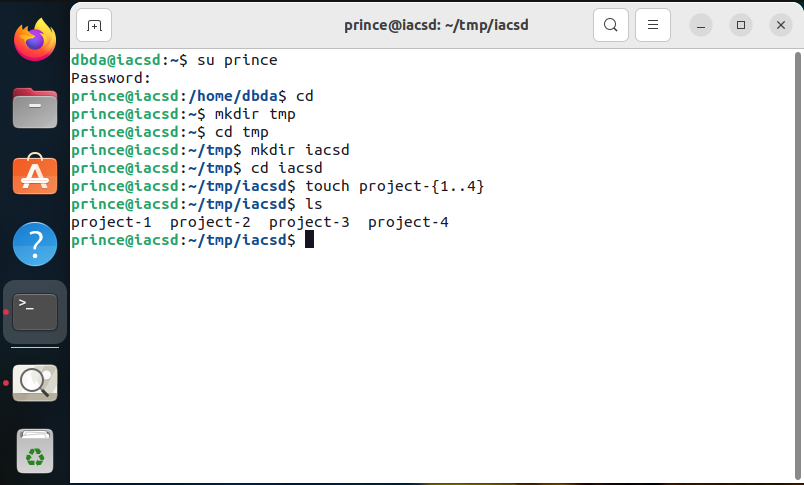 prince@iacsd: ~/tmp/iacsd
dbda@iacsd:~$ su prince
Password:
prince@iacsd:/home/dbda$ cd
prince@iacsd:~$ mkdir tmp
prince@iacsd:~$ cd tmp
prince@iacsd:~/tmp$ mkdir iacsd
prince@iacsd:~/tmp$ cd iacsd
prince@iacsd:~/tmp/iacsd$ touch project-{1..4}
prince@iacsd:~/tmp/iacsd$ ls
project-1  project-2  project-3  project-4
prince@iacsd:~/tmp/iacsd$